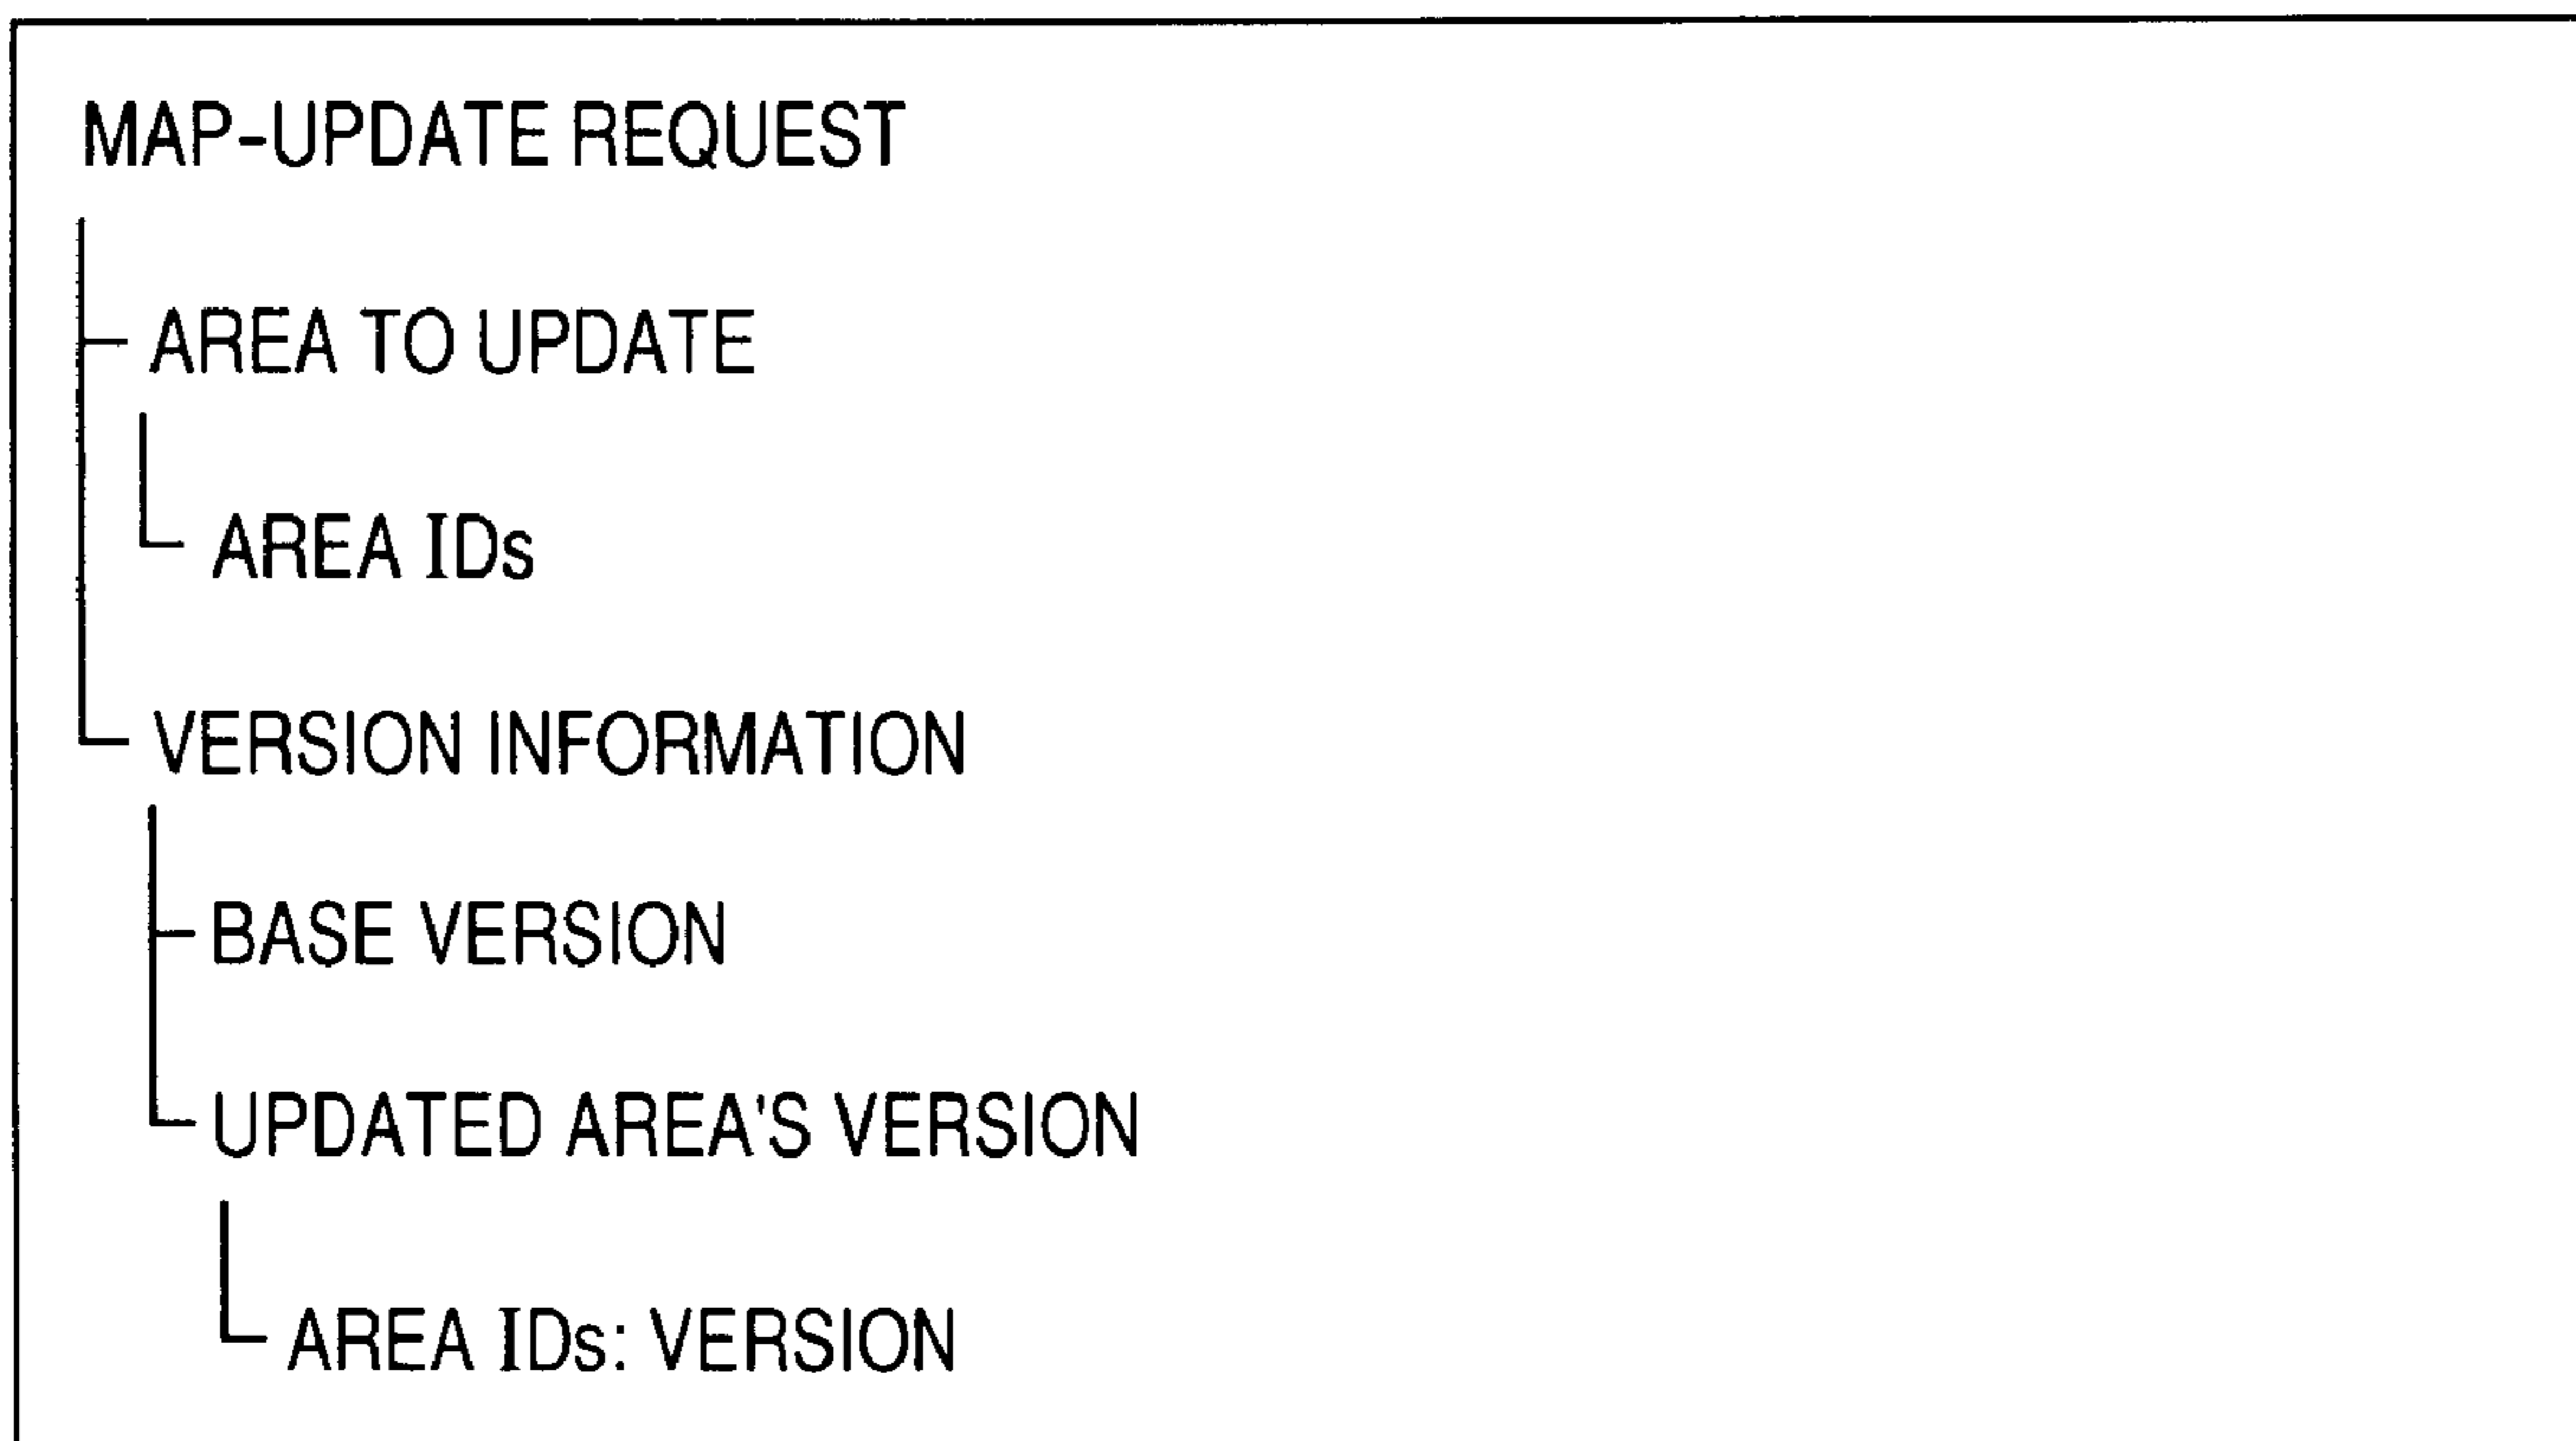 MAP-UPDATE REQUEST
AREA TO UPDATE
AREA IDs
VERSION INFORMATION
BASE VERSION
UPDATED AREA'S VERSION
AREA IDs: VERSION